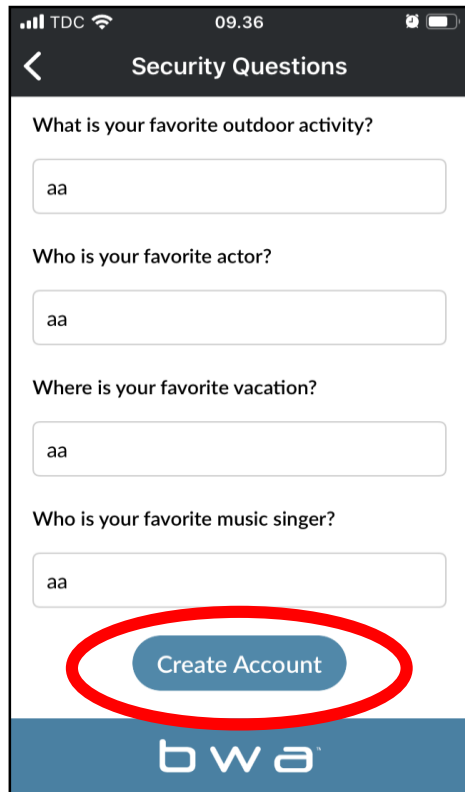 TDC 09.36
Security Questions
What is your favorite outdoor activity?
aa
Who is your favorite actor?
aa
Where is your favorite vacation?
aa
Who is your favorite music singer?
aa
Create Account
bwa